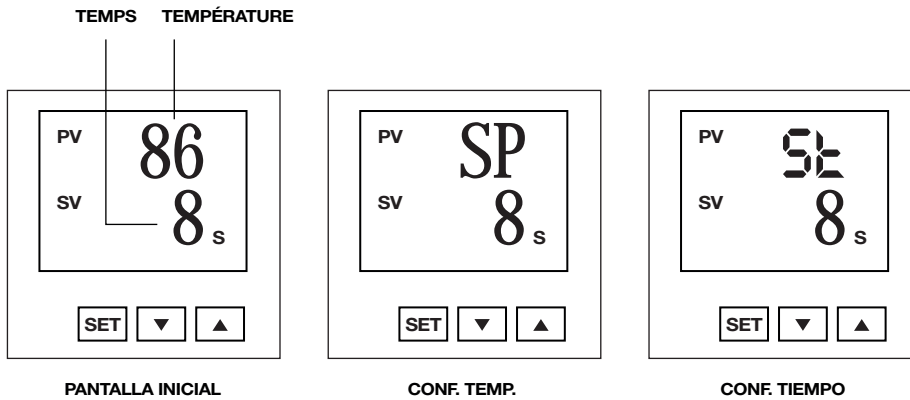 TEMPS TEMPÉRATURE
PV 86
SV 8 S
SET ▼ ▲
PANTALLA INICIAL
PV SP
SV 8 S
SET ▼ ▲
CONF. TEMP.
PV St
SV 8 S
SET ▼ ▲
CONF. TIEMPO